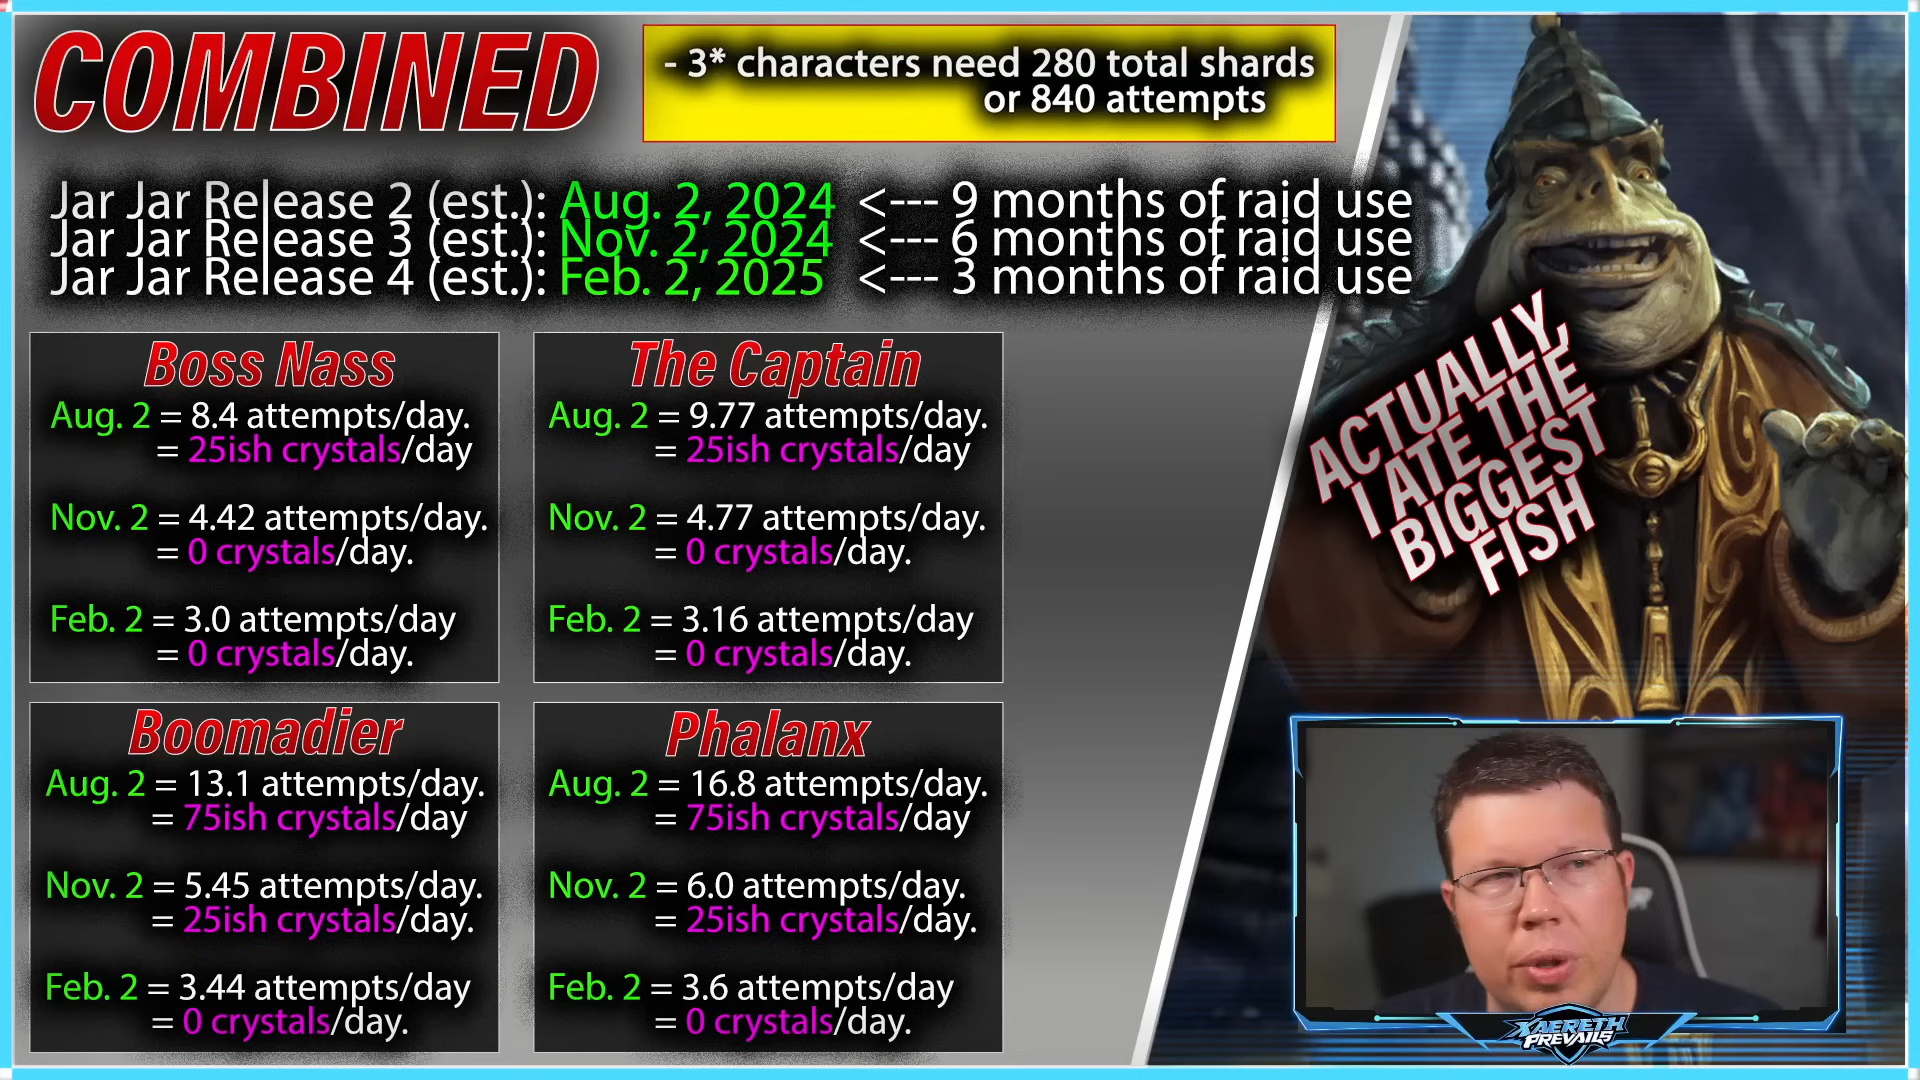 COMBINED
- 3* characters need 280 total shards
or 840 attempts
Jar Jar Release 2 (est.): Aug. 2, 2024 <--- 9 months of raid use
Jar Jar Release 3 (est.): Nov. 2, 2024 <--- 6 months of raid use
Jar Jar Release 4 (est.): Feb. 2, 2025 <--- 3 months of raid use
Boss Nass
Aug. 2 = 8.4 attempts/day.
= 25ish crystals/day
Nov. 2 = 4.42 attempts/day.
= 0 crystals/day.
Feb. 2 = 3.0 attempts/day
= 0 crystals/day.
The Captain
Aug. 2 = 9.77 attempts/day.
= 25ish crystals/day
Nov. 2 = 4.77 attempts/day.
= 0 crystals/day.
Feb. 2 = 3.16 attempts/day
= 0 crystals/day.
Boomadier
Aug. 2 = 13.1 attempts/day.
= 75ish crystals/day
Nov. 2 = 5.45 attempts/day.
= 25ish crystals/day.
Feb. 2 = 3.44 attempts/day
= 0 crystals/day.
Phalanx
Aug. 2 = 16.8 attempts/day.
= 75ish crystals/day
Nov. 2 = 6.0 attempts/day.
= 25ish crystals/day.
Feb. 2 = 3.6 attempts/day
= 0 crystals/day.
ACTUALLY,
I ATE THE
BIGGEST
FISH
XAERETH
PREVAILS